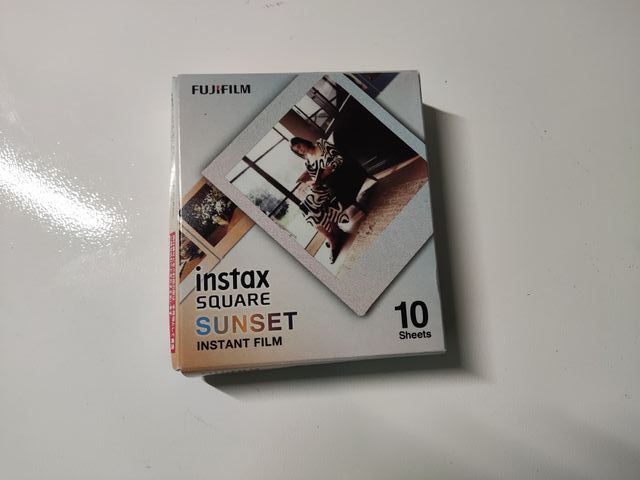 FUJIFILM
instax
SQUARE
SUNSET
INSTANT FILM
10
Sheets